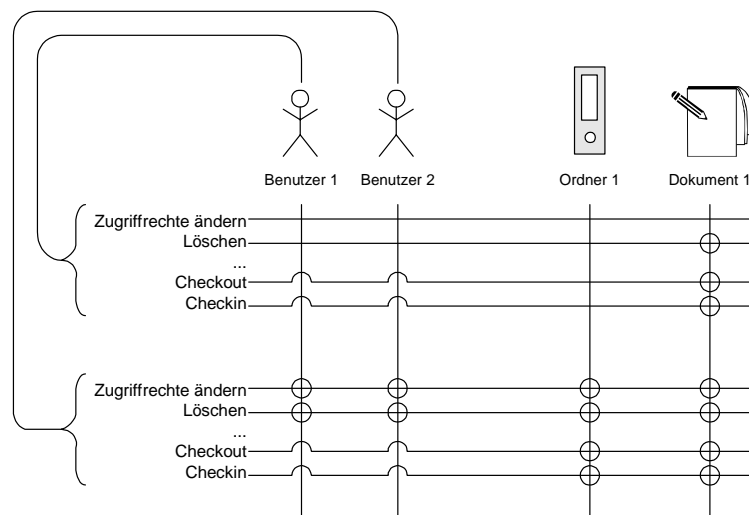 Benutzer 1 Benutzer 2 Ordner 1 Dokument 1
Zugriffrechte ändern
Löschen
...
Checkout
Checkin
Zugriffrechte ändern
Löschen
...
Checkout
Checkin